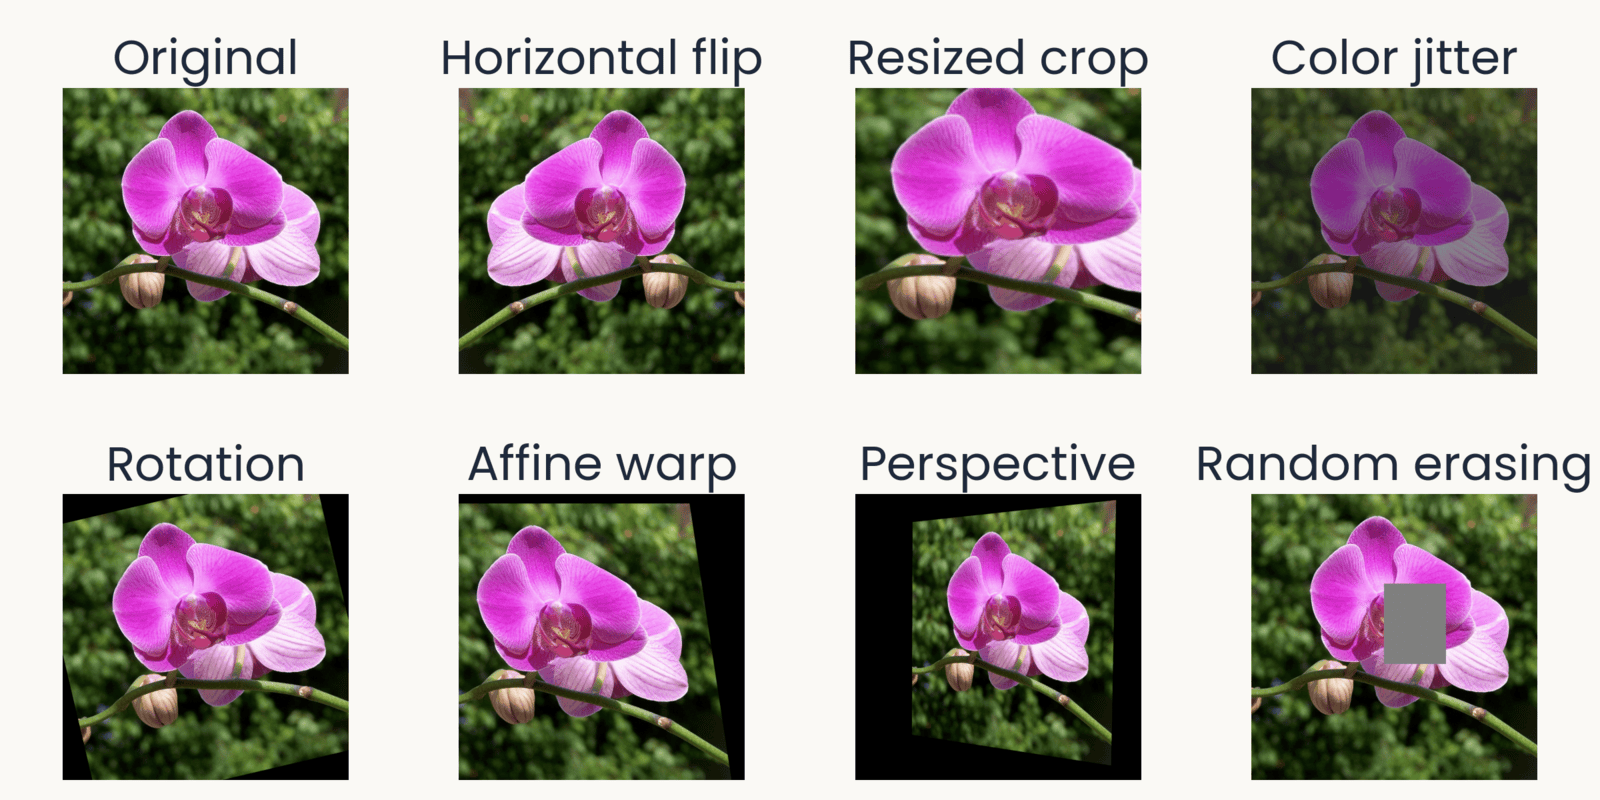 Original
Horizontal flip
Resized crop
Color jitter
Rotation
Affine warp
Perspective
Random erasing